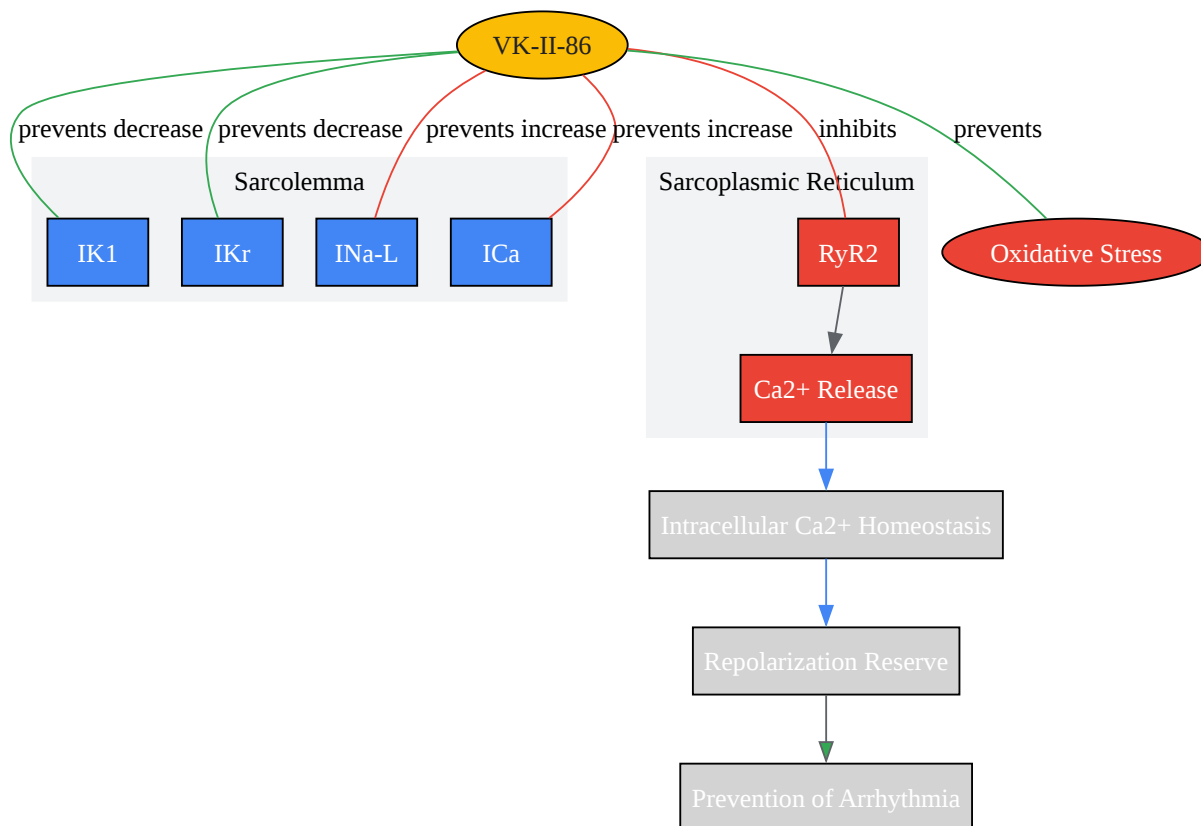 VK-II-86
prevents decrease
prevents decrease
prevents increase
prevents increase
inhibits
prevents
Sarcolemma
Sarcoplasmic Reticulum
IK1
IKr
INa-L
ICa
RyR2
Oxidative Stress
Ca2+ Release
Intracellular Ca2+ Homeostasis
Repolarization Reserve
Prevention of Arrhythmia